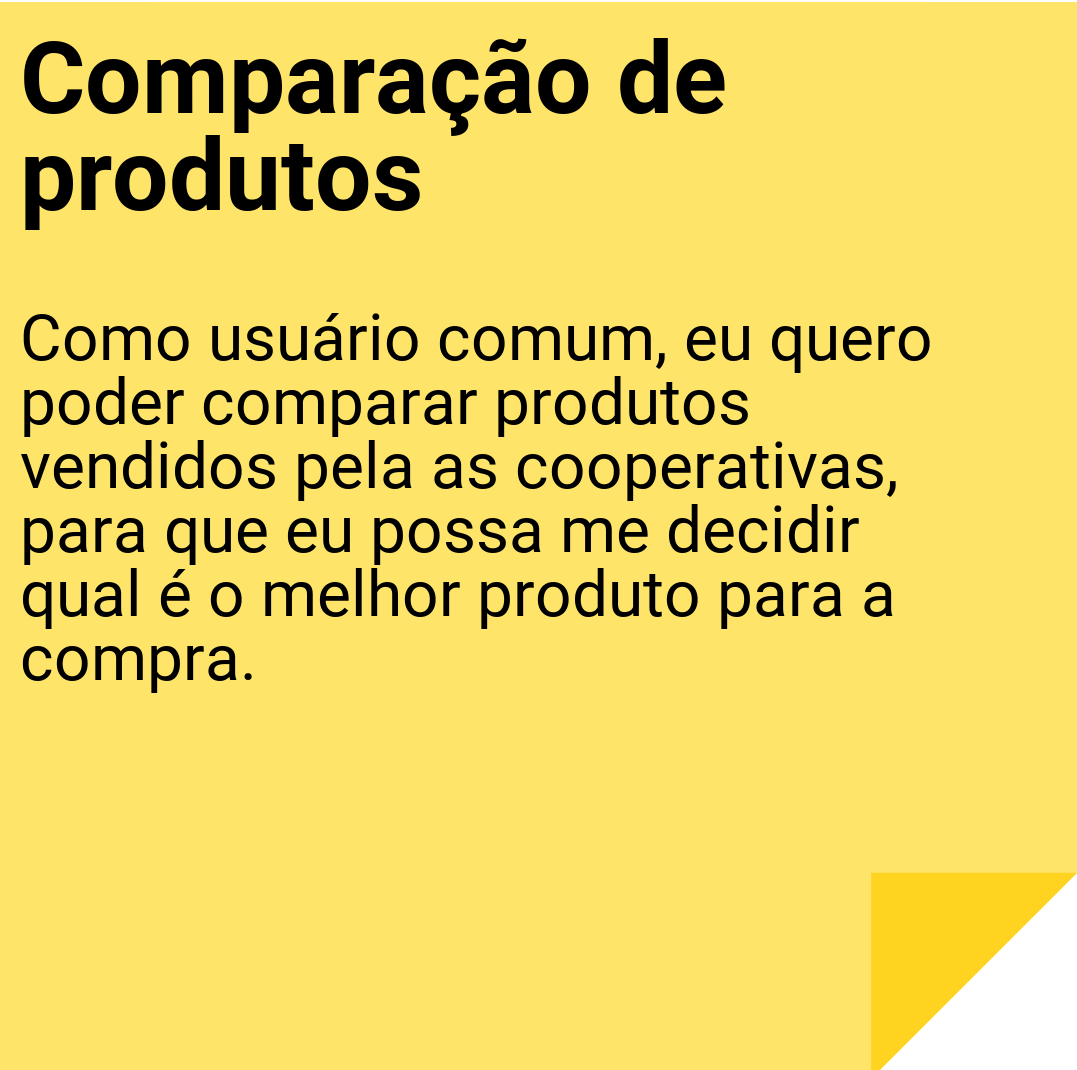 Comparação de
produtos
Como usuário comum, eu quero
poder comparar produtos
vendidos pela as cooperativas,
para que eu possa me decidir
qual é o melhor produto para a
compra.